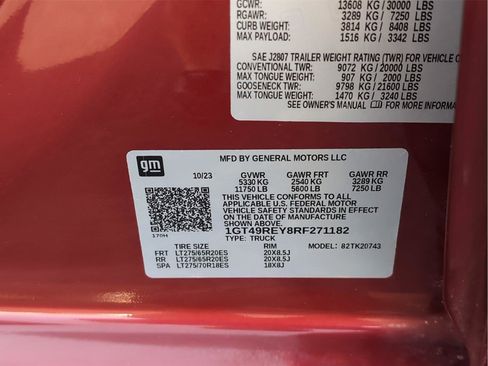 GCWR: 13608 KG/ 30000 LBS
RGAWR: 3289 KG/ 7250 LBS
CURB WEIGHT: 3814 KG/ 8408 LBS
MAX PAYLOAD: 1516 KG/ 3342 LBS
SAE J2807 TRAILER WEIGHT RATING (TWR) FOR VEHICLE
CONVENTIONAL TWR: 9072 KG/20000 LBS
MAX TONGUE WEIGHT: 907 KG/ 2000 LBS
GOOSENECK TWR: 9798 KG/21600 LBS
MAX TONGUE WEIGHT: 1470 KG/ 3240 LBS
SEE OWNER'S MANUAL FOR MORE
gm
MFD BY GENERAL MOTORS LLC
10/23 GVWR GAWR FRT GAWR RR
5330 KG 2540 KG 3289 KG
11750 LB 5600 LB 7250 LB
THIS VEHICLE CONFORMS TO ALL APPLICABLE
FEDERAL MOTOR VEHICLE SAFETY STANDARDS
IN EFFECT ON THE DATE OF
MANUFACTURE SHOWN ABOVE.
1GT49REY8RF271182
170H TYPE: TRUCK
TIRE SIZE RIM MODEL: 82TK20743
FRT LT275/65R20ES 20X8.5J
RR LT275/65R20ES 20X8.5J
SPA LT275/70R18ES 18X8J